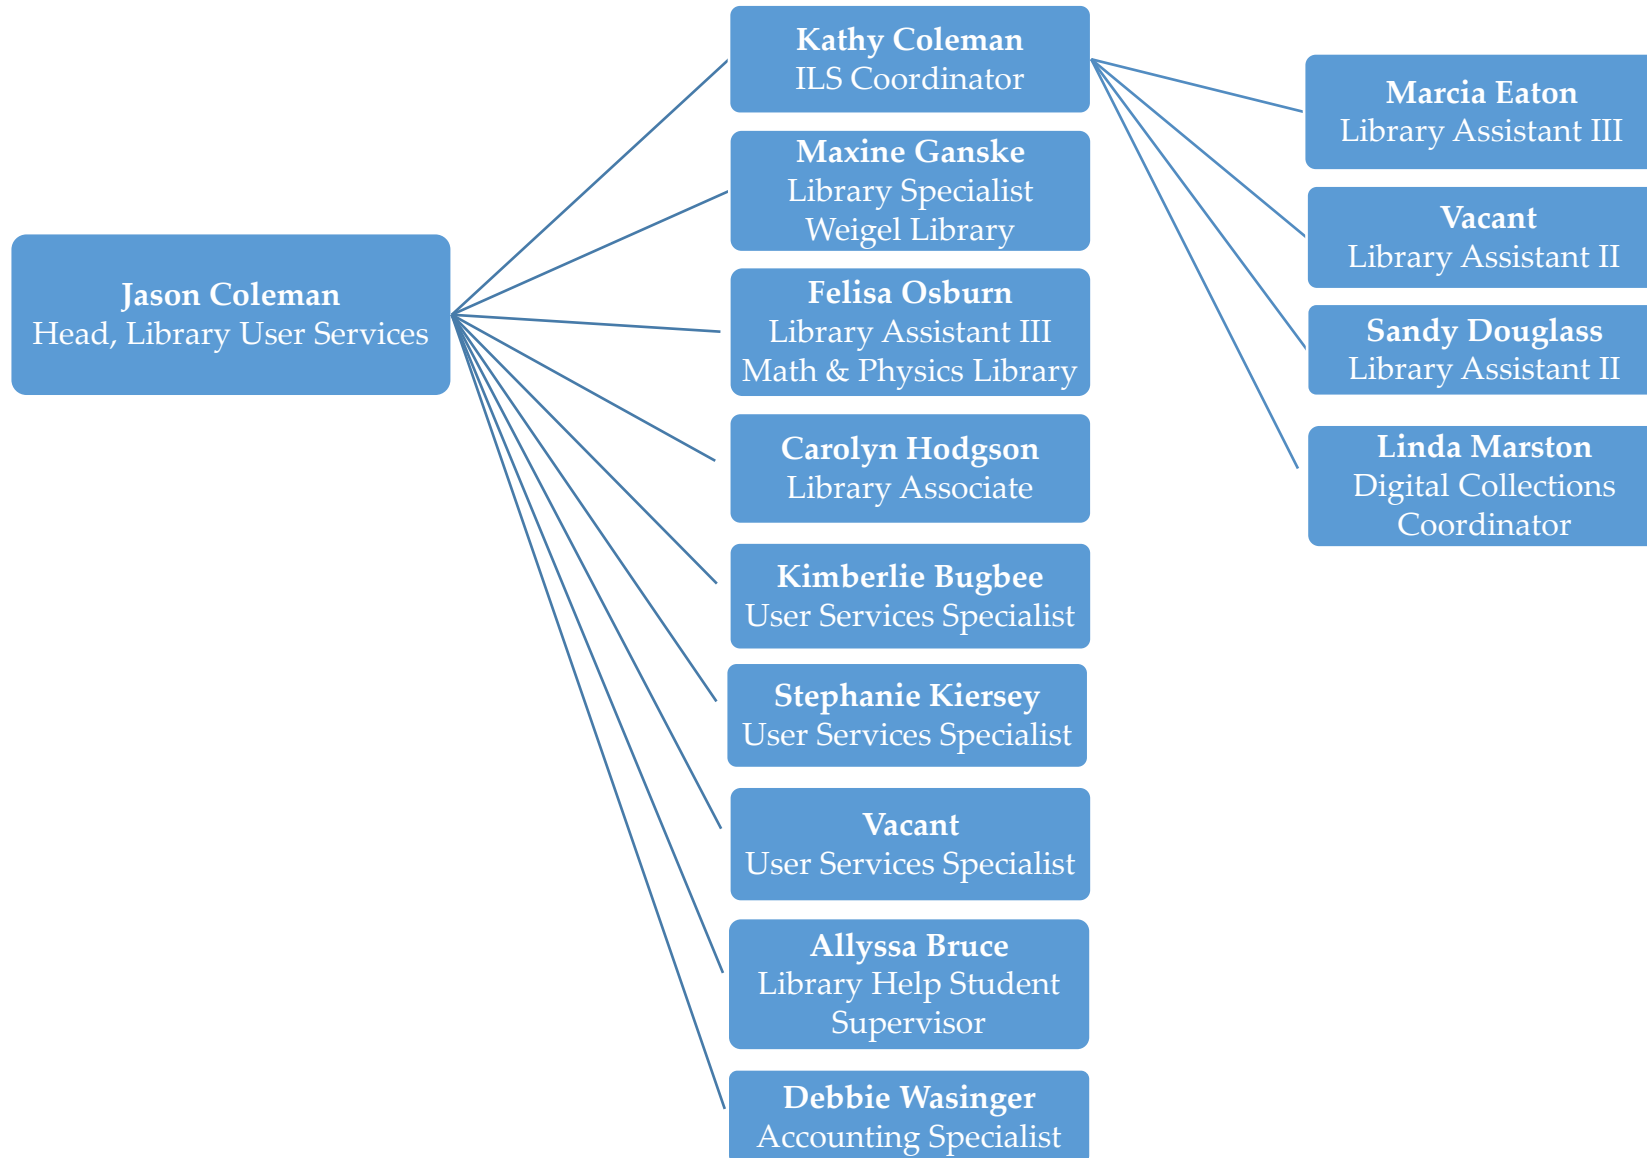 Jason Coleman
Head, Library User Services
Kathy Coleman
ILS Coordinator
Maxine Ganske
Library Specialist
Weigel Library
Felisa Osburn
Library Assistant III
Math & Physics Library
Carolyn Hodgson
Library Associate
Kimberlie Bugbee
User Services Specialist
Stephanie Kiersey
User Services Specialist
Vacant
User Services Specialist
Allyssa Bruce
Library Help Student
Supervisor
Debbie Wasinger
Accounting Specialist
Marcia Eaton
Library Assistant III
Vacant
Library Assistant II
Sandy Douglass
Library Assistant II
Linda Marston
Digital Collections
Coordinator